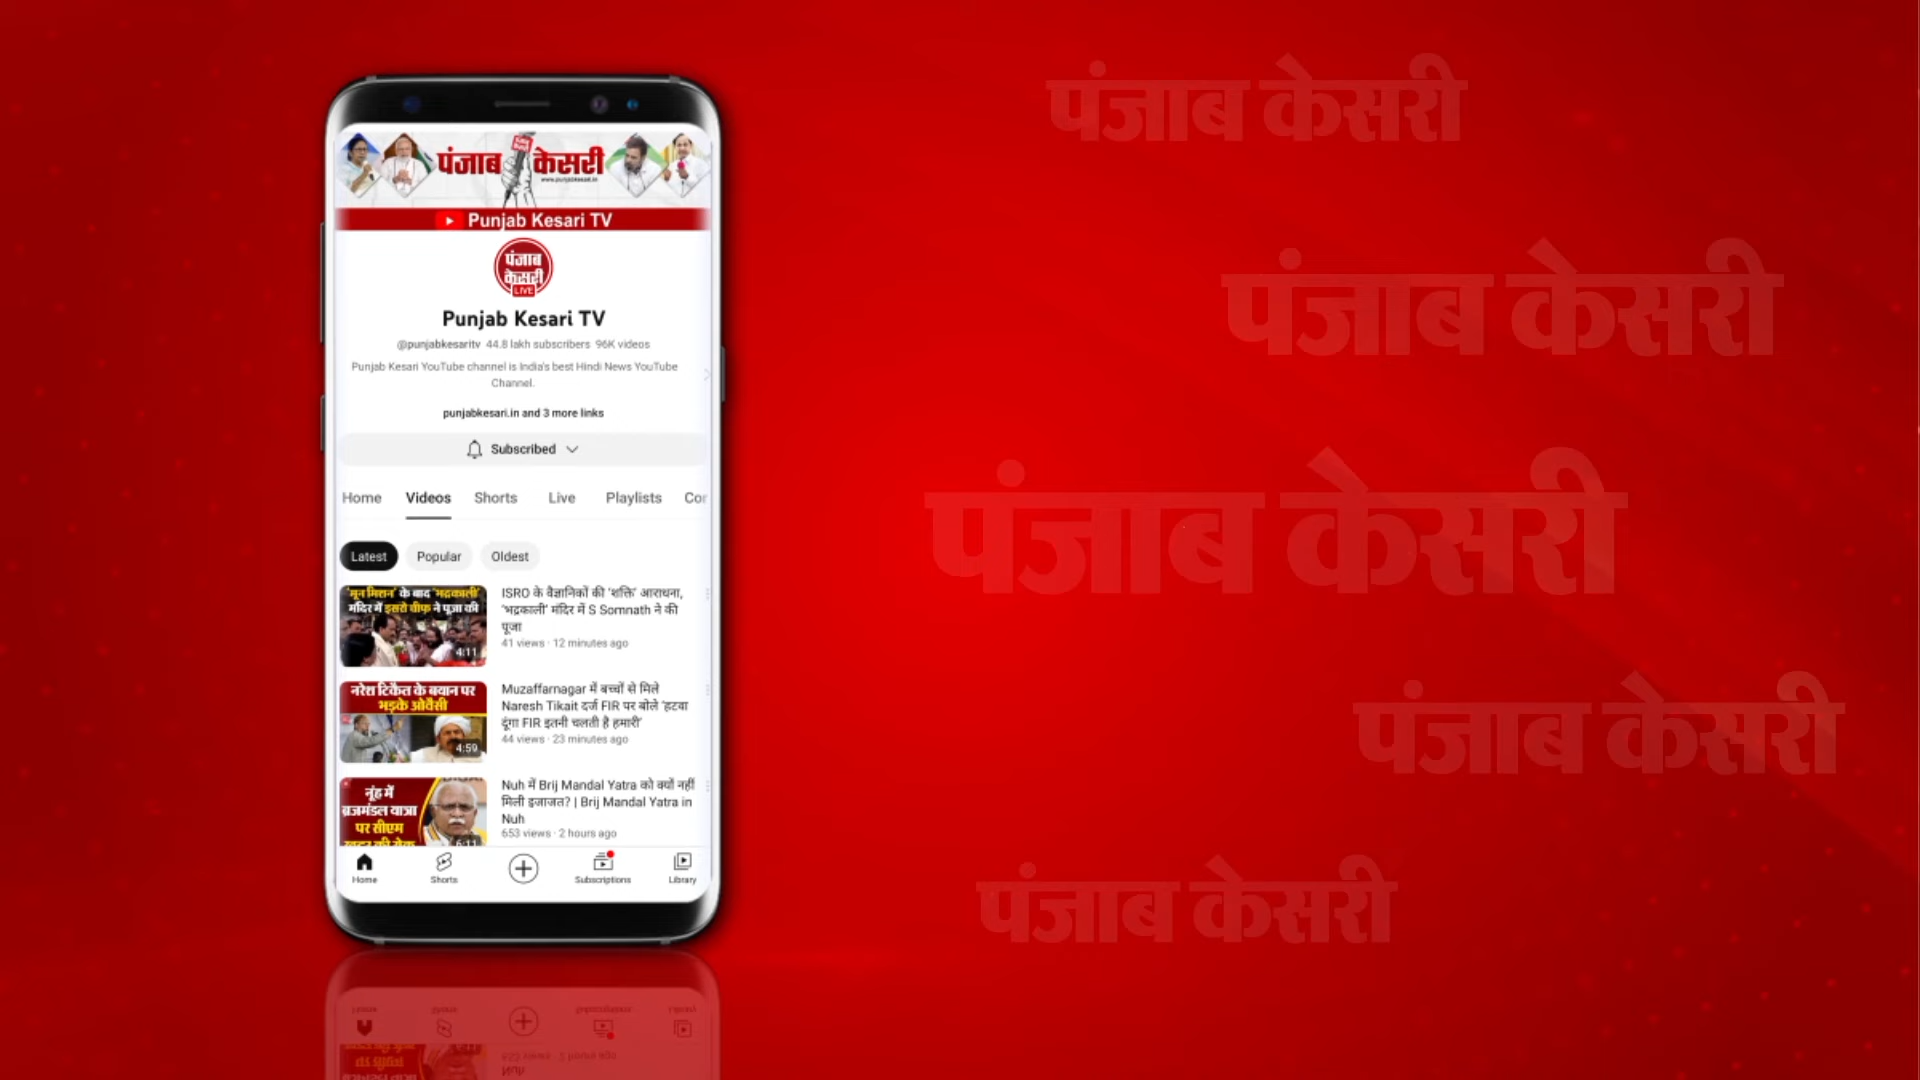 पंजाब केसरी
www.punjabkesari.in
Punjab Kesari TV
पंजाब
केसरी
LIVE
Punjab Kesari TV
@punjabkesaritv 44.8 lakh subscribers 96K videos
Punjab Kesari YouTube channel is India's best Hindi News YouTube
Channel.
punjabkesari.in and 3 more links
Subscribed
Home Videos Shorts Live Playlists Cor
Latest Popular Oldest
'मून मिशन' के बाद 'भद्रकाली'
मंदिर में इसरो चीफ ने पूजा की
4:11
ISRO के वैज्ञानिकों की 'शक्ति' आराधना,
'भद्रकाली' मंदिर में S Somnath ने की
पूजा
41 views · 12 minutes ago
नरेश टिकैत के बयान पर
भड़के ओवैसी
4:59
Muzaffarnagar में बच्चों से मिले
Naresh Tikait दर्ज FIR पर बोले 'हटवा
दूंगा FIR इतनी चलती है हमारी'
44 views · 23 minutes ago
नूंह में
ब्रजमंडल यात्रा
पर सीएम
6:11
Nuh में Brij Mandal Yatra को क्यों नहीं
मिली इजाजत? | Brij Mandal Yatra in
Nuh
653 views · 2 hours ago
Home Shorts Subscriptions Library
पंजाब केसरी
पंजाब केसरी
पंजाब केसरी
पंजाब केसरी
पंजाब केसरी